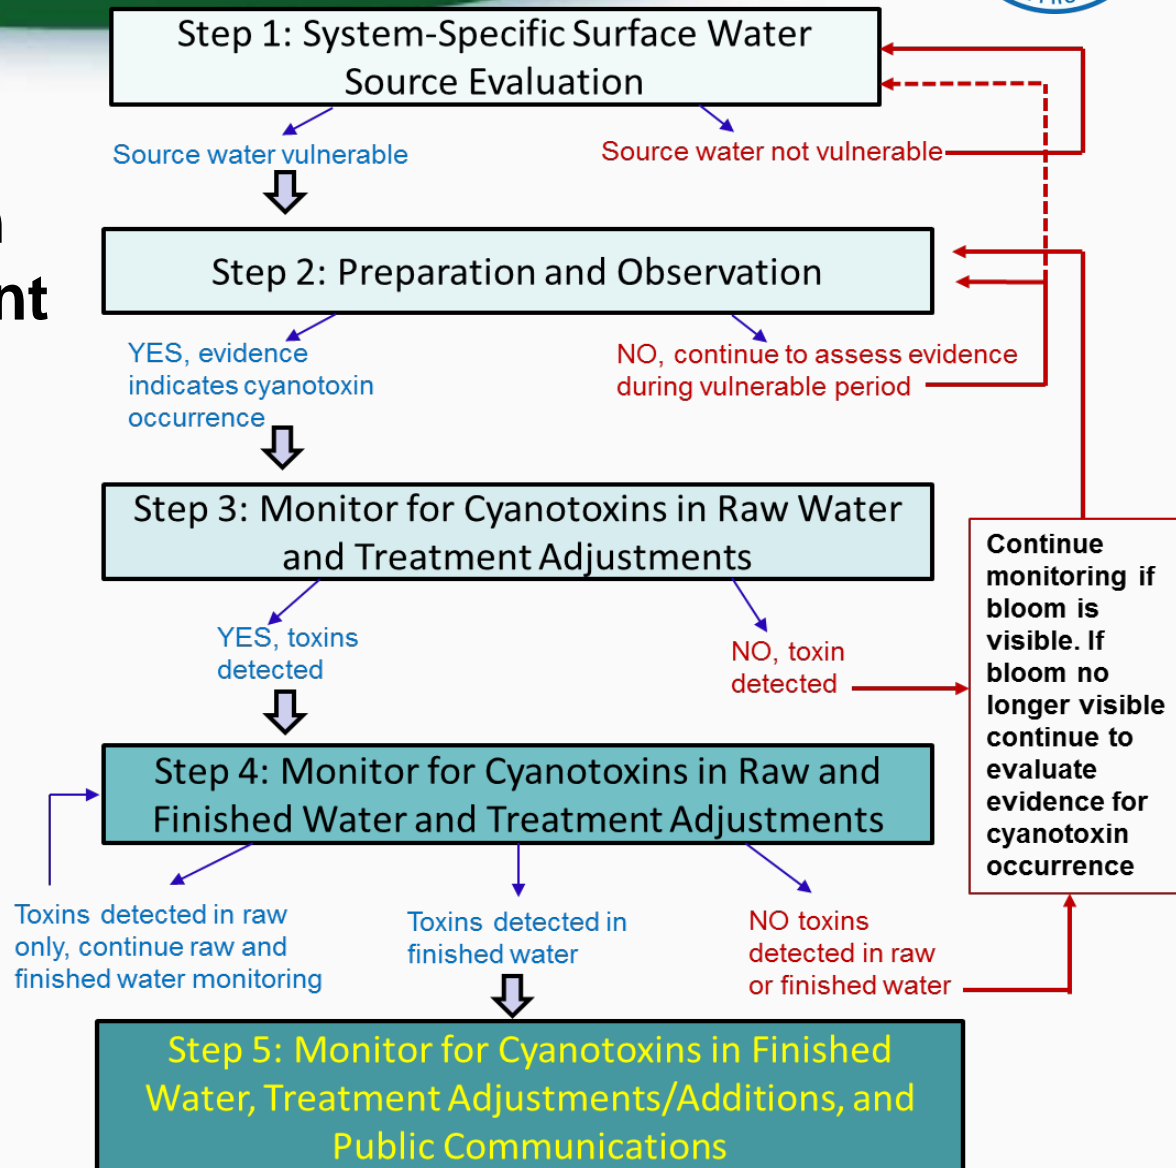 Step 1: System-Specific Surface Water
Source Evaluation
Source water vulnerable
Source water not vulnerable
nt
Step 2: Preparation and Observation
YES, evidence
indicates cyanotoxin
occurrence
NO, continue to assess evidence
during vulnerable period
Step 3: Monitor for Cyanotoxins in Raw Water
and Treatment Adjustments
YES, toxins
detected
NO, toxin
detected
Continue
monitoring if
bloom is
visible. If
bloom no
longer visible
continue to
evaluate
evidence for
cyanotoxin
occurrence
Step 4: Monitor for Cyanotoxins in Raw and
Finished Water and Treatment Adjustments
Toxins detected in raw
only, continue raw and
finished water monitoring
Toxins detected in
finished water
NO toxins
detected in raw
or finished water
Step 5: Monitor for Cyanotoxins in Finished
Water, Treatment Adjustments/Additions, and
Public Communications